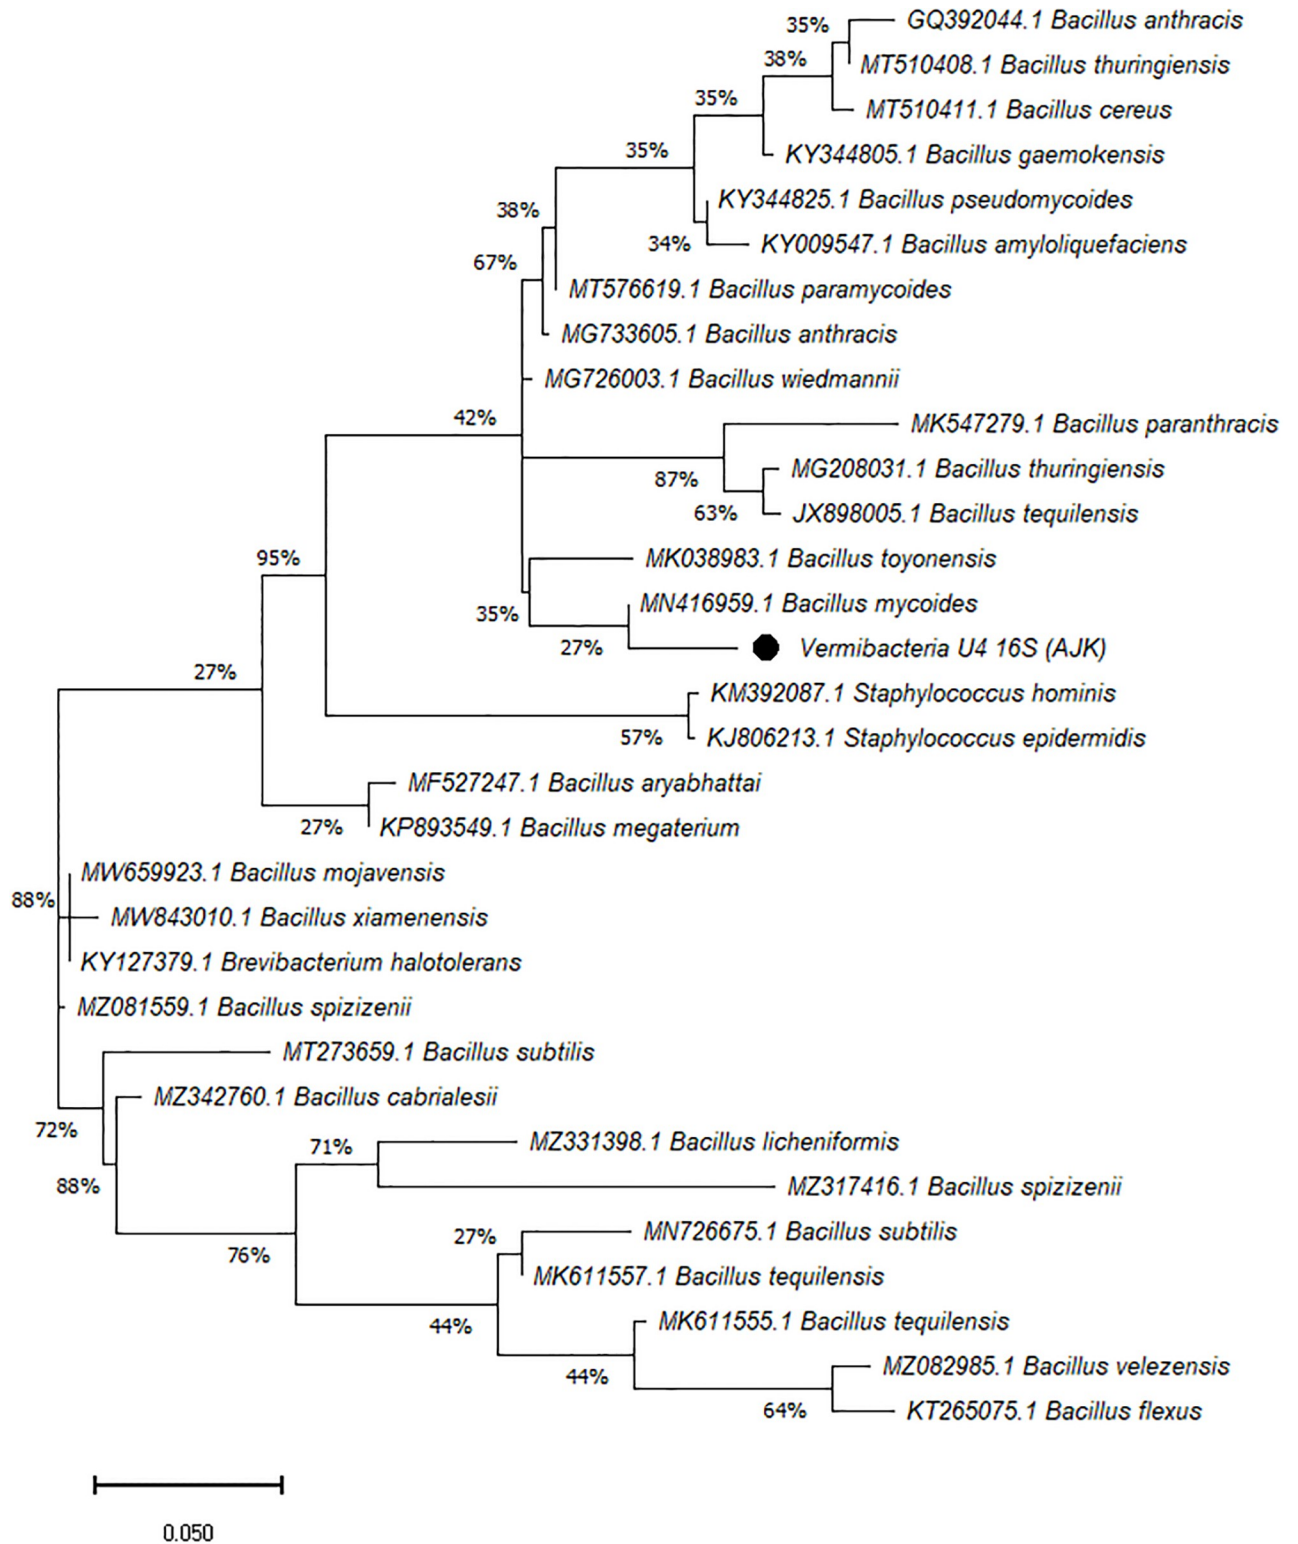 35%
GQ392044.1 Bacillus anthracis
38%
MT510408.1 Bacillus thuringiensis
35%
MT510411.1 Bacillus cereus
35%
KY344805.1 Bacillus gaemokensis
38%
KY344825.1 Bacillus pseudomycoides
34%
KY009547.1 Bacillus amyloliquefaciens
67%
MT576619.1 Bacillus paramycoides
MG733605.1 Bacillus anthracis
MG726003.1 Bacillus wiedmannii
42%
MK547279.1 Bacillus paranthracis
87%
MG208031.1 Bacillus thuringiensis
63%
JX898005.1 Bacillus tequilensis
95%
MK038983.1 Bacillus toyonensis
35%
MN416959.1 Bacillus mycoides
27%
Vermibacteria U4 16S (AJK)
27%
KM392087.1 Staphylococcus hominis
57%
KJ806213.1 Staphylococcus epidermidis
MF527247.1 Bacillus aryabhattai
27%
KP893549.1 Bacillus megaterium
MW659923.1 Bacillus mojavensis
88%
MW843010.1 Bacillus xiamenensis
KY127379.1 Brevibacterium halotolerans
MZ081559.1 Bacillus spizizenii
MT273659.1 Bacillus subtilis
MZ342760.1 Bacillus cabrialesii
72%
71%
MZ331398.1 Bacillus licheniformis
88%
MZ317416.1 Bacillus spizizenii
27%
MN726675.1 Bacillus subtilis
76%
MK611557.1 Bacillus tequilensis
44%
MK611555.1 Bacillus tequilensis
44%
MZ082985.1 Bacillus velezensis
64%
KT265075.1 Bacillus flexus
0.050